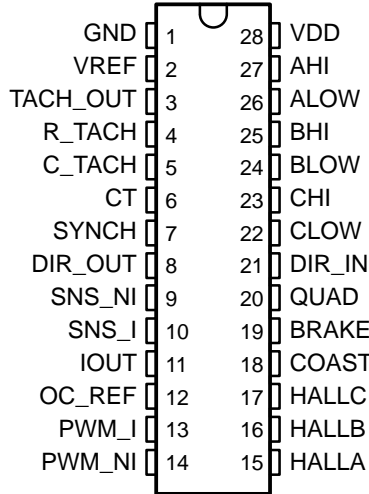 GND 1 28 VDD
VREF 2 27 AHI
TACH_OUT 3 26 ALOW
R_TACH 4 25 BHI
C_TACH 5 24 BLOW
CT 6 23 CHI
SYNCH 7 22 CLOW
DIR_OUT 8 21 DIR_IN
SNS_NI 9 20 QUAD
SNS_I 10 19 BRAKE
IOUT 11 18 COAST
OC_REF 12 17 HALLC
PWM_I 13 16 HALLB
PWM_NI 14 15 HALLA